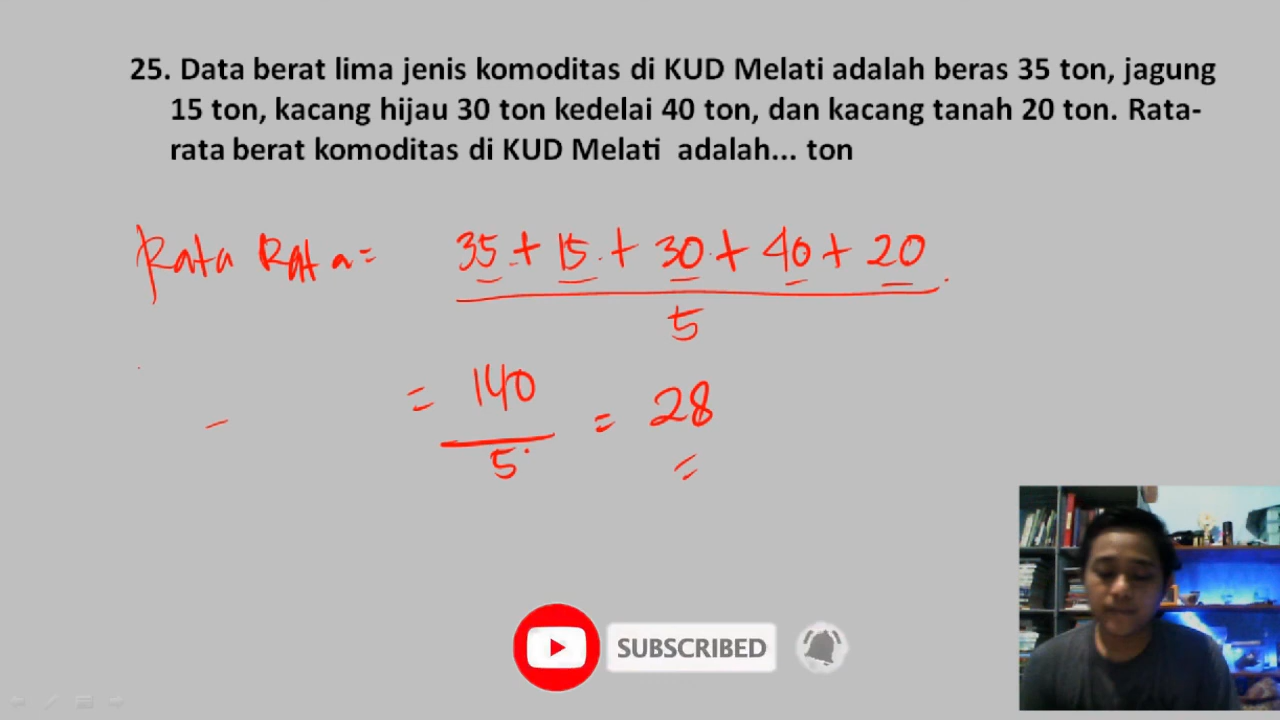 25. Data berat lima jenis komoditas di KUD Melati adalah beras 35 ton, jagung
15 ton, kacang hijau 30 ton kedelai 40 ton, dan kacang tanah 20 ton. Rata-
rata berat komoditas di KUD Melati adalah... ton
Rata Rata = 35 + 15 + 30 + 40 + 20
5
= 140 = 28
5
SUBSCRIBED